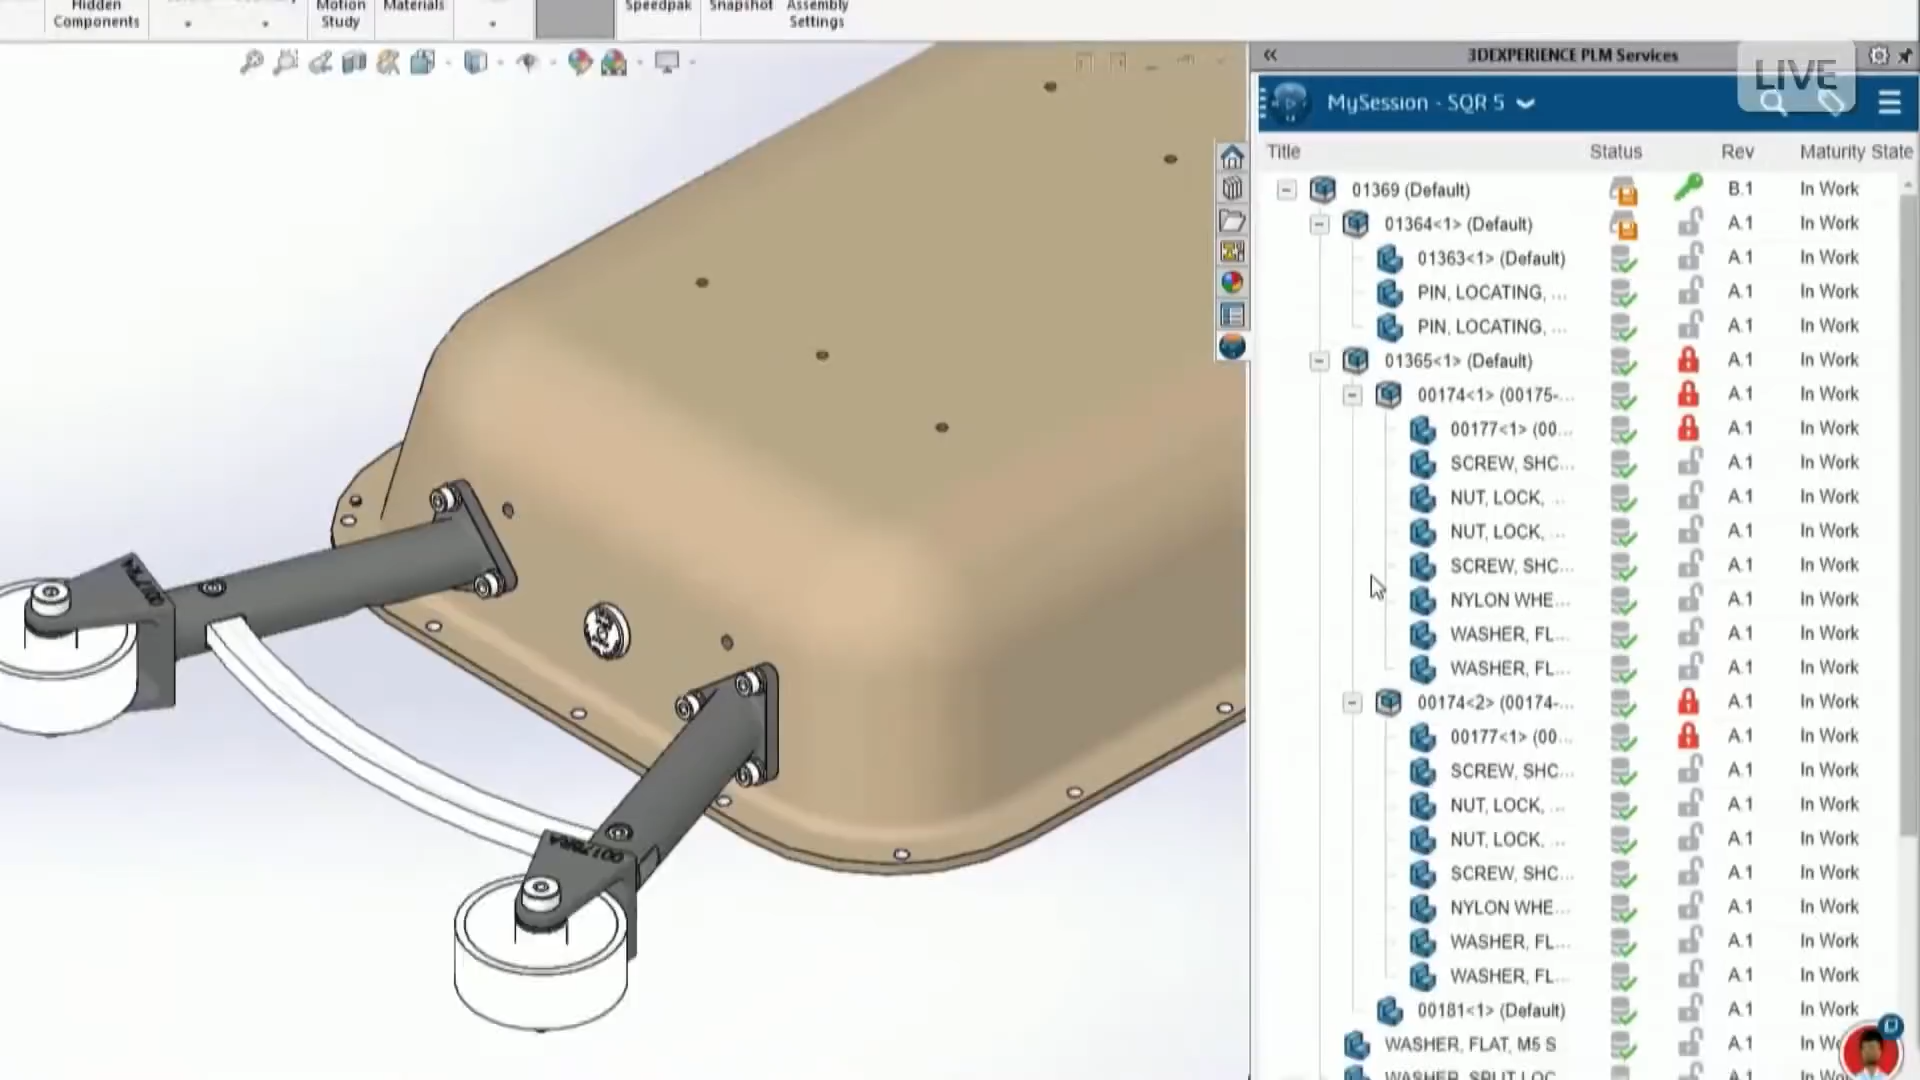 Hidden
Components
Motion
Study
Materials
Speedpak
Snapshot
Assembly
Settings
3DEXPERIENCE PLM Services
LIVE
MySession - SQR 5
Title Status Rev Maturity State
01369 (Default) B.1 In Work
01364<1> (Default) A.1 In Work
01363<1> (Default) A.1 In Work
PIN, LOCATING, ... A.1 In Work
PIN, LOCATING, ... A.1 In Work
01365<1> (Default) A.1 In Work
00174<1> (00175-... A.1 In Work
00177<1> (00... A.1 In Work
SCREW, SHC... A.1 In Work
NUT, LOCK, ... A.1 In Work
NUT, LOCK, ... A.1 In Work
SCREW, SHC... A.1 In Work
NYLON WHE... A.1 In Work
WASHER, FL... A.1 In Work
WASHER, FL... A.1 In Work
00174<2> (00174-... A.1 In Work
00177<1> (00... A.1 In Work
SCREW, SHC... A.1 In Work
NUT, LOCK, ... A.1 In Work
NUT, LOCK, ... A.1 In Work
SCREW, SHC... A.1 In Work
NYLON WHE... A.1 In Work
WASHER, FL... A.1 In Work
WASHER, FL... A.1 In Work
00181<1> (Default) A.1 In Work
WASHER, FLAT, M5 S A.1 In Wo
WASHER, SPLIT LOC A.1 In Wo